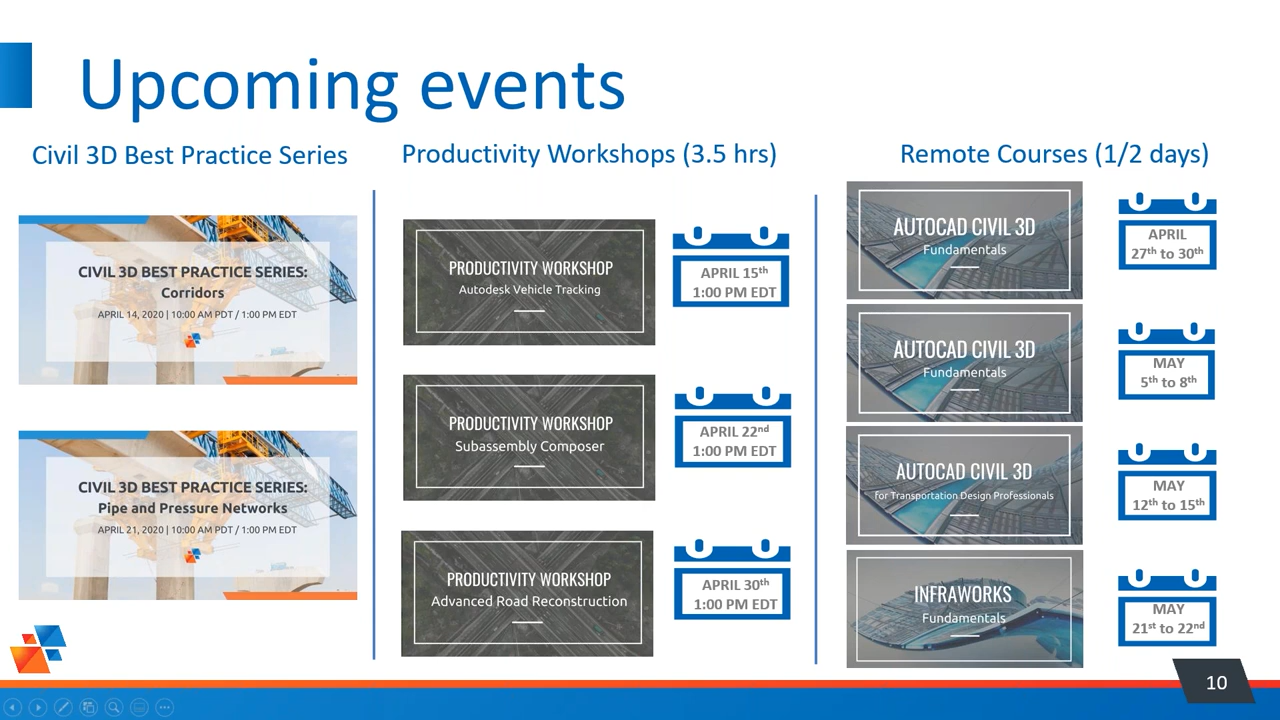 Upcoming events
Civil 3D Best Practice Series
CIVIL 3D BEST PRACTICE SERIES:
Corridors
APRIL 14, 2020 | 10:00 AM PDT / 1:00 PM EDT
CIVIL 3D BEST PRACTICE SERIES:
Pipe and Pressure Networks
APRIL 21, 2020 | 10:00 AM PDT / 1:00 PM EDT
Productivity Workshops (3.5 hrs)
PRODUCTIVITY WORKSHOP
Autodesk Vehicle Tracking
APRIL 15th
1:00 PM EDT
PRODUCTIVITY WORKSHOP
Subassembly Composer
APRIL 22nd
1:00 PM EDT
PRODUCTIVITY WORKSHOP
Advanced Road Reconstruction
APRIL 30th
1:00 PM EDT
Remote Courses (1/2 days)
AUTOCAD CIVIL 3D
Fundamentals
APRIL
27th to 30th
AUTOCAD CIVIL 3D
Fundamentals
MAY
5th to 8th
AUTOCAD CIVIL 3D
for Transportation Design Professionals
MAY
12th to 15th
INFRAWORKS
Fundamentals
MAY
21st to 22nd
10